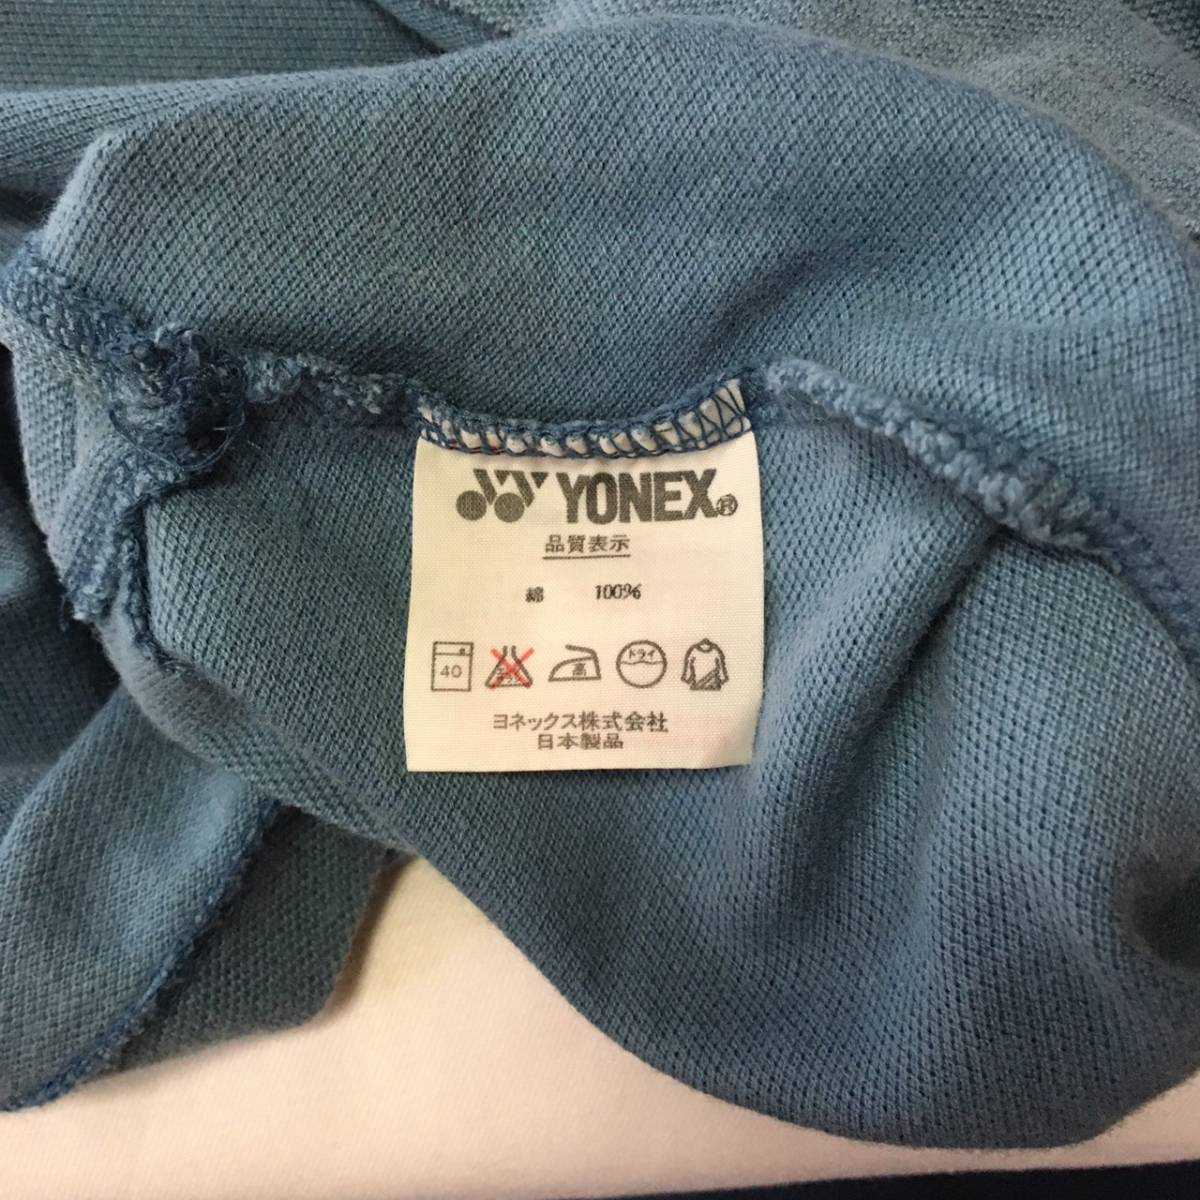 YONEX®
品質表示
綿 100%
40 高 ドライ
ヨネックス株式会社
日本製品